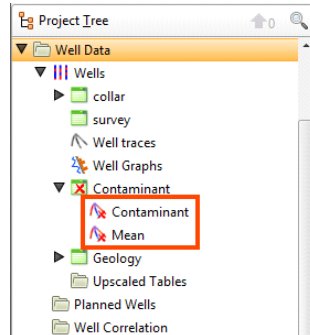 Project Tree 0
Well Data
Wells
collar
survey
Well traces
Well Graphs
Contaminant
Contaminant
Mean
Geology
Upscaled Tables
Planned Wells
Well Correlation